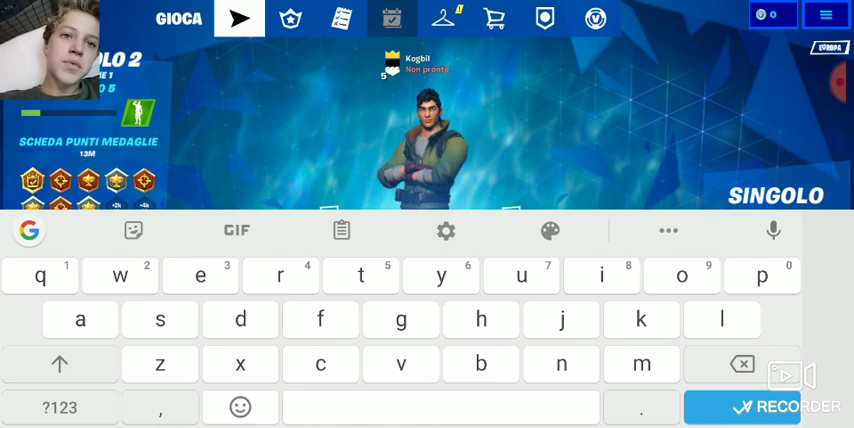 GIOCA
0
EUROPA
OLO 2
E 1
O 5
Kogbil
Non pronto
5
SCHEDA PUNTI MEDAGLIE
13M
SINGOLO
G GIF
q 1 w 2 e 3 r 4 t 5 y 6 u 7 i 8 o 9 p 0
a s d f g h j k l
z x c v b n m
?123 , .
V RECORDER